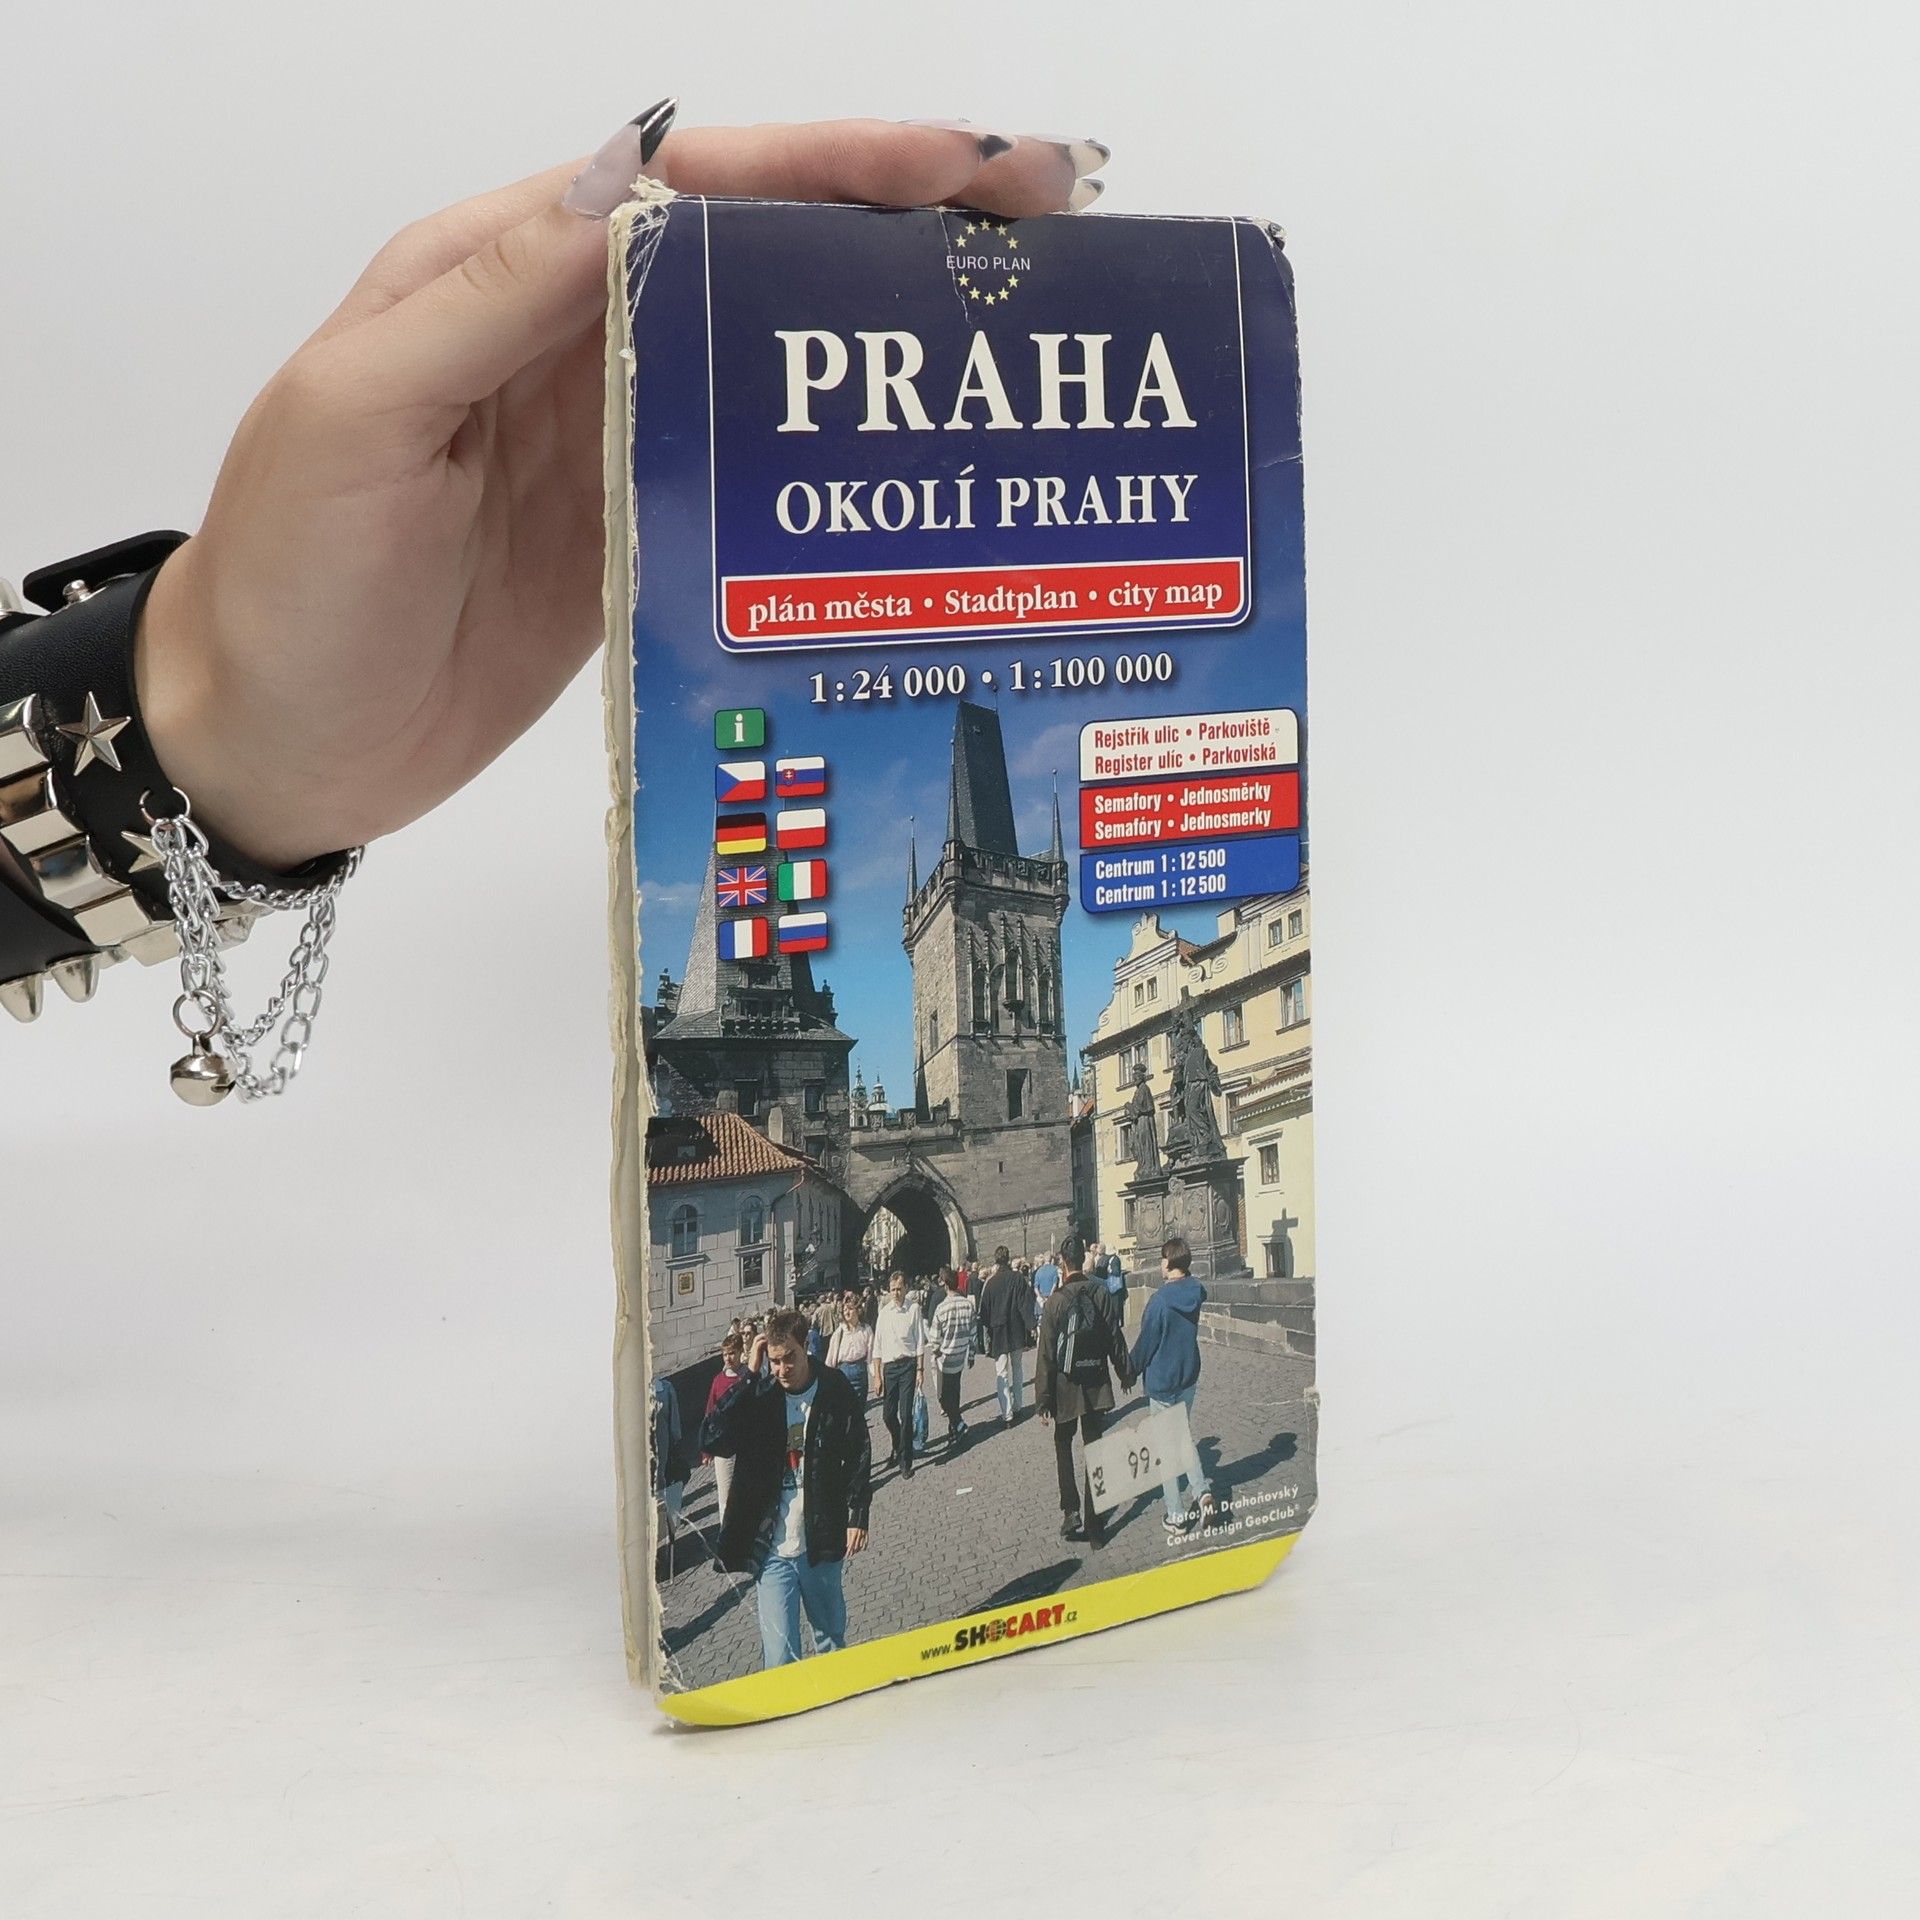 EURO PLAN
PRAHA
OKOLÍ PRAHY
plán města • Stadtplan • city map
1 : 24 000 • 1 : 100 000
i
Rejstřík ulic • Parkoviště
Register ulíc • Parkoviská
Semafory • Jednosměrky
Semafóry • Jednosmerky
Centrum 1 : 12 500
Centrum 1 : 12 500
adidas
Kč 99.
foto: M. Drahoňovský
Cover design GeoClub®
www.SHOCART.cz